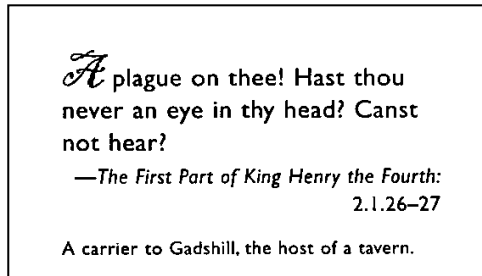 A plague on thee! Hast thou
never an eye in thy head? Canst
not hear?
—The First Part of King Henry the Fourth:
2.1.26–27
A carrier to Gadshill, the host of a tavern.